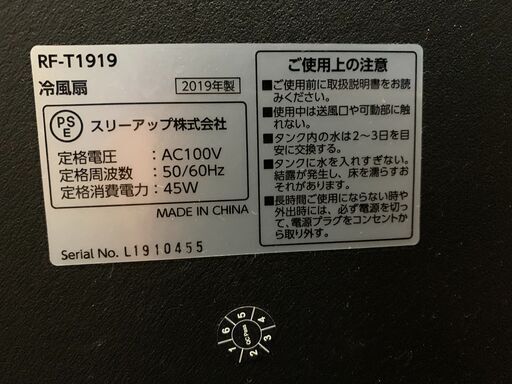 RF-T1919
冷風扇
2019年製
PS
E
スリーアップ株式会社
定格電圧：AC100V
定格周波数：50/60Hz
定格消費電力：45W
MADE IN CHINA
Serial No. L1910455
ご使用上の注意
■ご使用前に取扱説明書をお読
みください。
■使用中は送風口や可動部に触
れないでください。
■タンク内の水は2〜3日を目
安に交換する。
■タンクに水を入れすぎない。
結露が発生し、床を濡らすお
それがあります。
■長時間ご使用にならない時や
外出時には、必ず電源を切っ
て、電源プラグをコンセントか
ら取り外す。
QC Pass
1 2 3 4 5 6